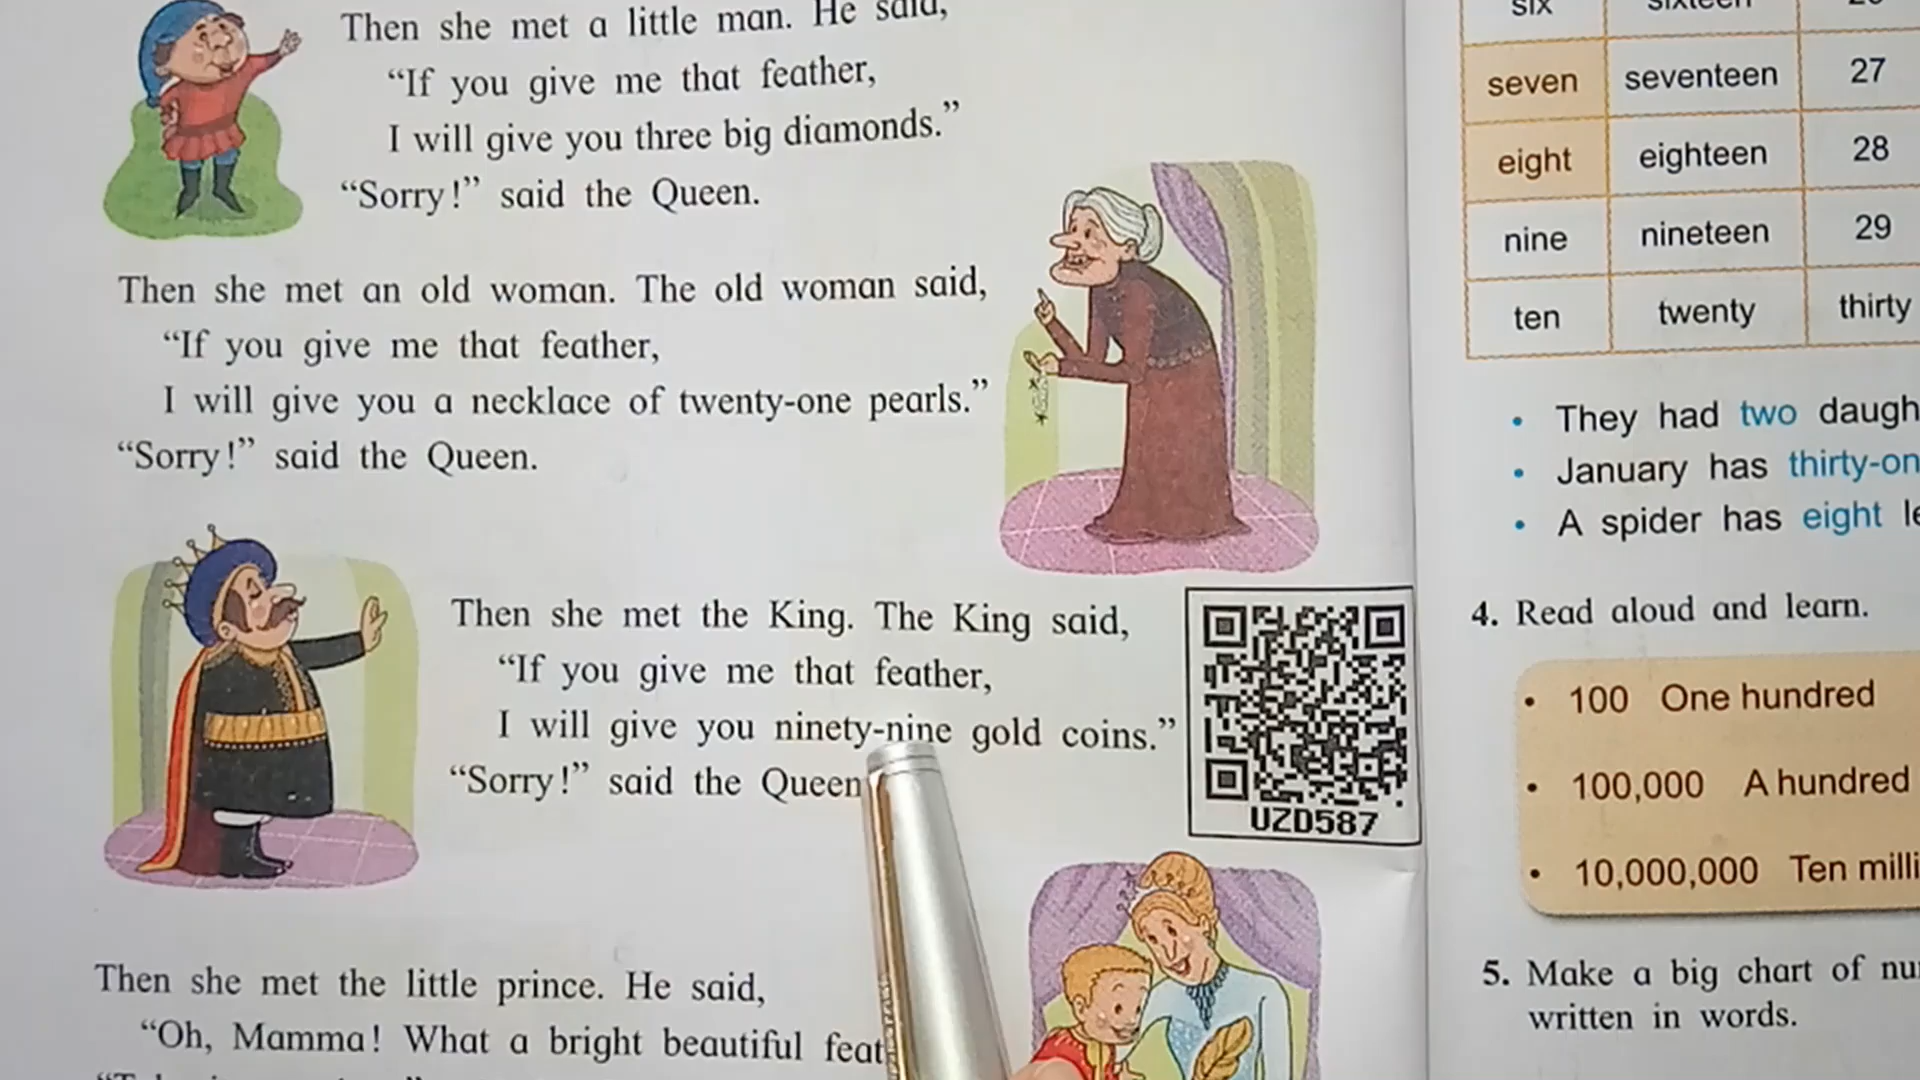 Then she met a little man. He said,
“If you give me that feather,
I will give you three big diamonds.”
“Sorry!” said the Queen.
Then she met an old woman. The old woman said,
“If you give me that feather,
I will give you a necklace of twenty-one pearls.”
“Sorry!” said the Queen.
Then she met the King. The King said,
“If you give me that feather,
I will give you ninety-nine gold coins.”
“Sorry!” said the Queen
UZD587
Then she met the little prince. He said,
“Oh, Mamma! What a bright beautiful
six sixteen
seven seventeen 27
eight eighteen 28
nine nineteen 29
ten twenty thirty
• They had two
• January has
• A spider has eight
4. Read aloud and learn.
• 100 One hundred
• 100,000 A hundred
• 10,000,000 Ten
5. Make a big chart of
written in words.